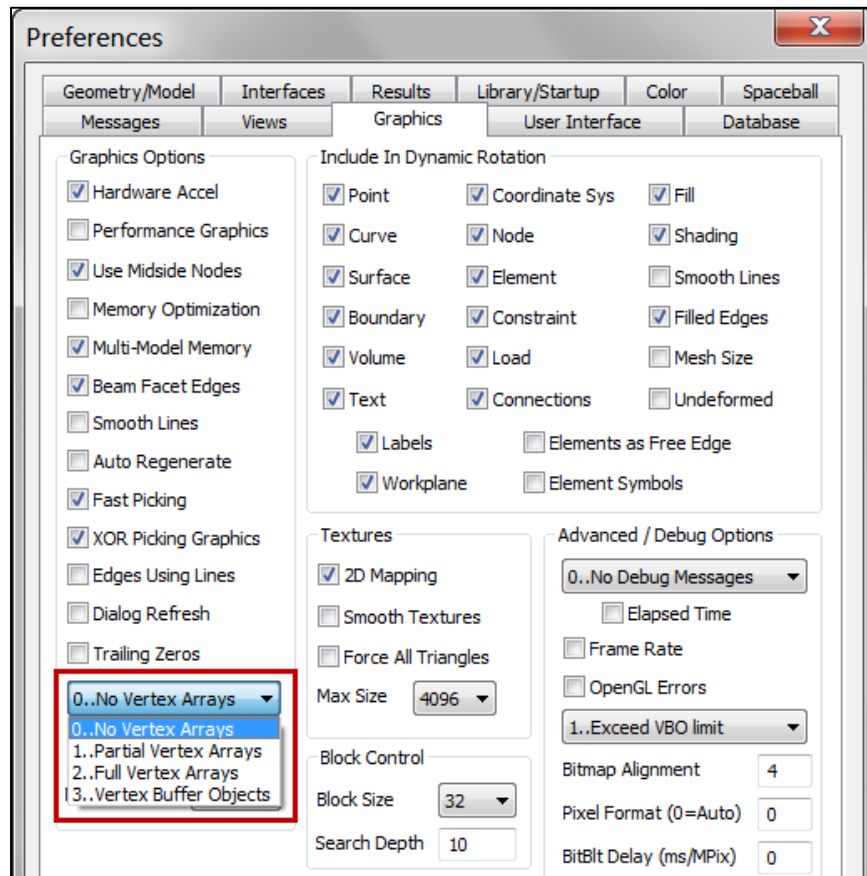 Preferences
X
Geometry/Model Interfaces Results Library/Startup Color Spaceball
Messages Views Graphics User Interface Database
Graphics Options
Hardware Accel
Performance Graphics
Use Midside Nodes
Memory Optimization
Multi-Model Memory
Beam Facet Edges
Smooth Lines
Auto Regenerate
Fast Picking
XOR Picking Graphics
Edges Using Lines
Dialog Refresh
Trailing Zeros
0..No Vertex Arrays
0..No Vertex Arrays
1..Partial Vertex Arrays
2..Full Vertex Arrays
3..Vertex Buffer Objects
Include In Dynamic Rotation
Point Coordinate Sys Fill
Curve Node Shading
Surface Element Smooth Lines
Boundary Constraint Filled Edges
Volume Load Mesh Size
Text Connections Undeformed
Labels Elements as Free Edge
Workplane Element Symbols
Textures
2D Mapping
Smooth Textures
Force All Triangles
Max Size 4096
Block Control
Block Size 32
Search Depth 10
Advanced / Debug Options
0..No Debug Messages
Elapsed Time
Frame Rate
OpenGL Errors
1..Exceed VBO limit
Bitmap Alignment 4
Pixel Format (0=Auto) 0
BitBlt Delay (ms/MPix) 0